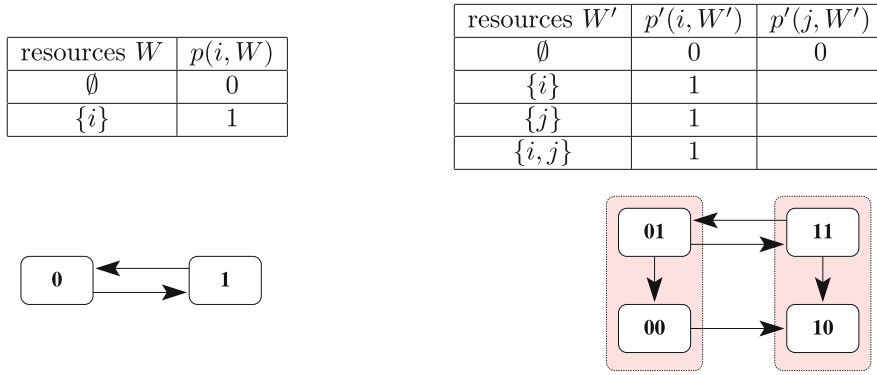 resources W p(i, W)
∅ 0
{i} 1
resources W′ p′(i, W′) p′(j, W′)
∅ 0 0
{i} 1
{j} 1
{i, j} 1
0 1
01 11
00 10